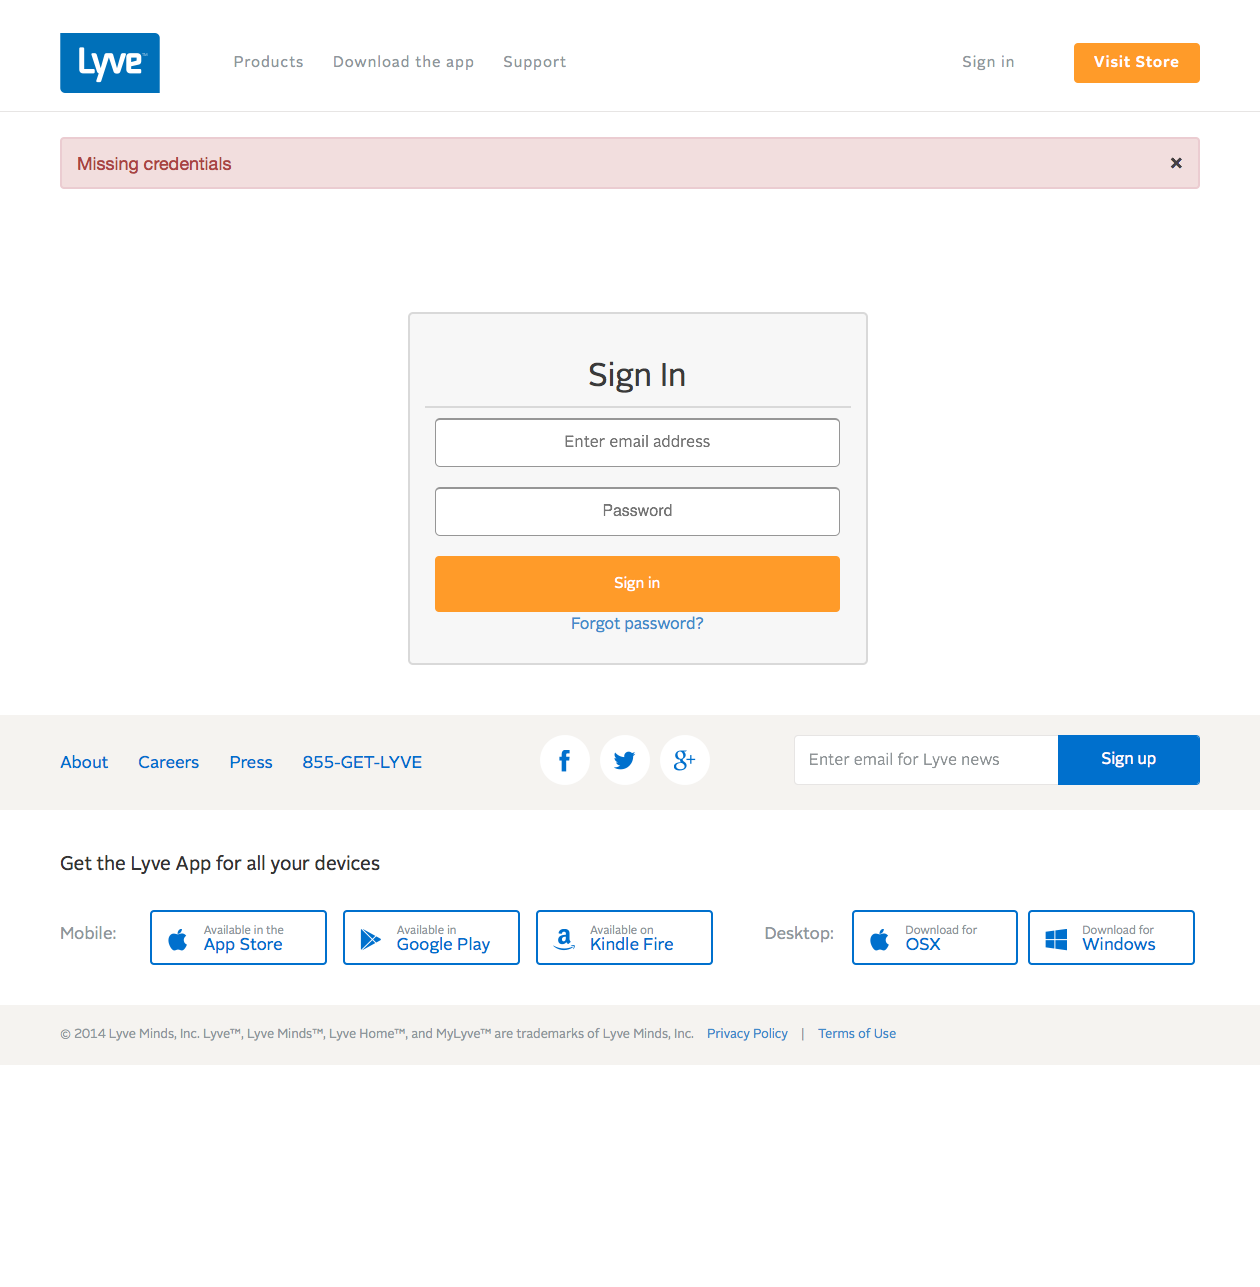 Lyve™
Products Download the app Support Sign in Visit Store
Missing credentials ×
Sign In
Enter email address
Password
Sign in
Forgot password?
About Careers Press 855-GET-LYVE f g+ Enter email for Lyve news Sign up
Get the Lyve App for all your devices
Mobile: Available in the App Store Available in Google Play a Available on Kindle Fire Desktop: Download for OSX Download for Windows
© 2014 Lyve Minds, Inc. Lyve™, Lyve Minds™, Lyve Home™, and MyLyve™ are trademarks of Lyve Minds, Inc. Privacy Policy | Terms of Use